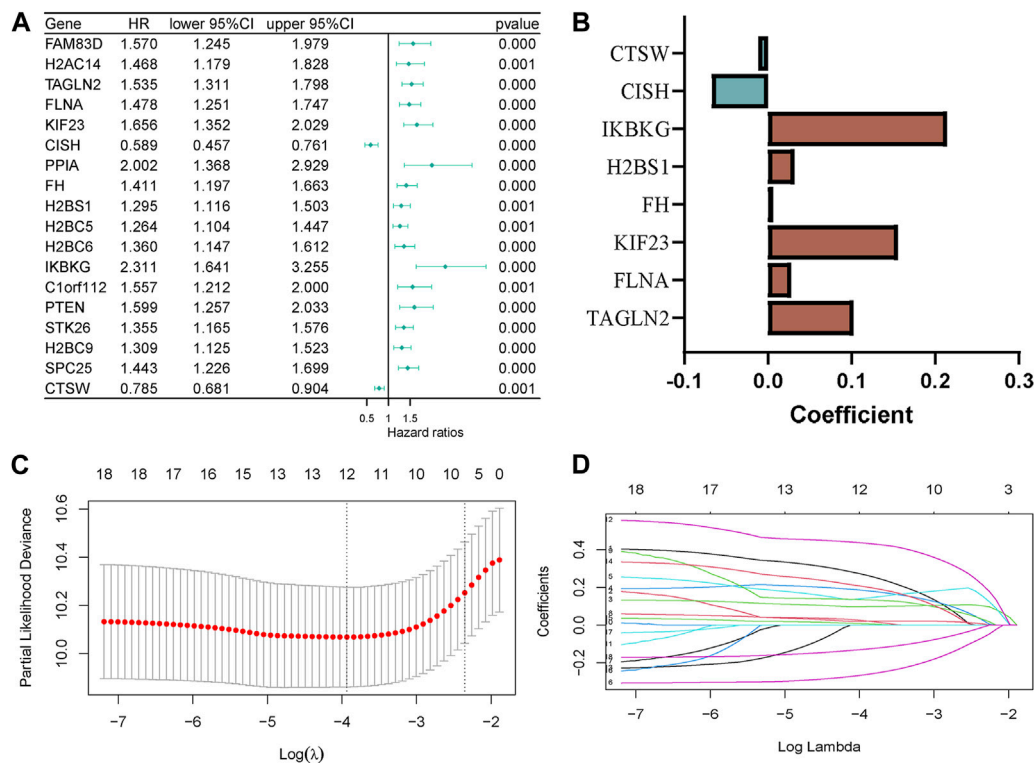 A
Gene HR lower 95%CI upper 95%CI pvalue
FAM83D 1.570 1.245 1.979 0.000
H2AC14 1.468 1.179 1.828 0.001
TAGLN2 1.535 1.311 1.798 0.000
FLNA 1.478 1.251 1.747 0.000
KIF23 1.656 1.352 2.029 0.000
CISH 0.589 0.457 0.761 0.000
PPIA 2.002 1.368 2.929 0.000
FH 1.411 1.197 1.663 0.000
H2BS1 1.295 1.116 1.503 0.001
H2BC5 1.264 1.104 1.447 0.001
H2BC6 1.360 1.147 1.612 0.000
IKBKG 2.311 1.641 3.255 0.000
C1orf112 1.557 1.212 2.000 0.001
PTEN 1.599 1.257 2.033 0.000
STK26 1.355 1.165 1.576 0.000
H2BC9 1.309 1.125 1.523 0.000
SPC25 1.443 1.226 1.699 0.000
CTSW 0.785 0.681 0.904 0.001
0.5 1 1.5
Hazard ratios
B
CTSW
CISH
IKBKG
H2BS1
FH
KIF23
FLNA
TAGLN2
-0.1 0.0 0.1 0.2 0.3
Coefficient
C
18 18 17 16 15 13 13 12 11 10 10 5 0
Partial Likelihood Deviance
10.6
10.4
10.2
10.0
−7 −6 −5 −4 −3 −2
Log(λ)
D
18 17 14 13 12 10 3
Coefficients
0.4
0.2
0.0
−0.2
−7 −6 −5 −4 −3 −2
Log Lambda